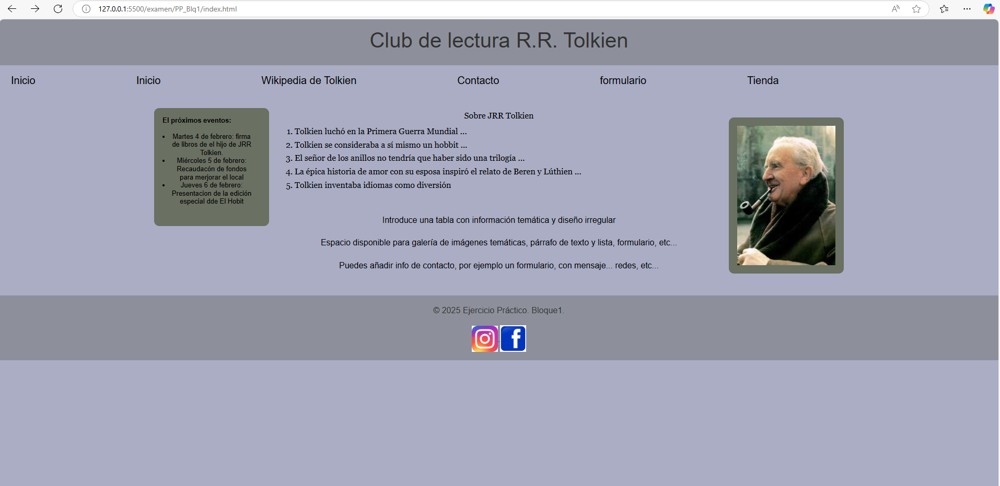 127.0.0.1:5500/examen/PP_Blq1/index.html
Club de lectura R.R. Tolkien
Inicio Inicio Wikipedia de Tolkien Contacto formulario Tienda
El próximos eventos:
• Martes 4 de febrero: firma
de libros de el hijo de JRR
Tolkien.
• Miércoles 5 de febrero:
Recaudacón de fondos
para merjorar el local
• Jueves 6 de febrero:
Presentacion de la edición
especial dde El Hobit
Sobre JRR Tolkien
1. Tolkien luchó en la Primera Guerra Mundial ...
2. Tolkien se consideraba a sí mismo un hobbit ...
3. El señor de los anillos no tendría que haber sido una trilogía ...
4. La épica historia de amor con su esposa inspiró el relato de Beren y Lúthien ...
5. Tolkien inventaba idiomas como diversión
Introduce una tabla con información temática y diseño irregular
Espacio disponible para galería de imágenes temáticas, párrafo de texto y lista, formulario, etc...
Puedes añadir info de contacto, por ejemplo un formulario, con mensaje... redes, etc...
© 2025 Ejercicio Práctico. Bloque1.